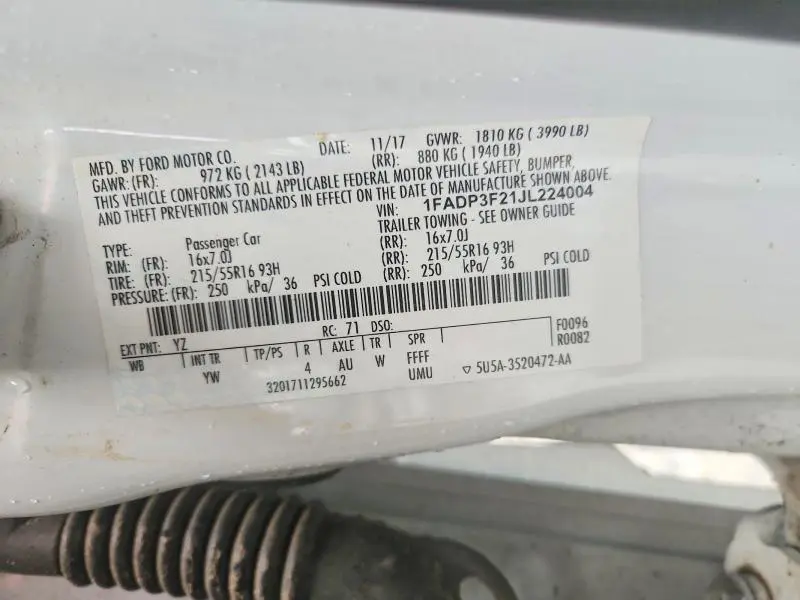 MFD. BY FORD MOTOR CO.
DATE: 11/17 GVWR: 1810 KG ( 3990 LB)
GAWR: (FR): 972 KG ( 2143 LB) (RR): 880 KG ( 1940 LB)
THIS VEHICLE CONFORMS TO ALL APPLICABLE FEDERAL MOTOR VEHICLE SAFETY, BUMPER,
AND THEFT PREVENTION STANDARDS IN EFFECT ON THE DATE OF MANUFACTURE SHOWN ABOVE.
VIN: 1FADP3F21JL224004
TYPE: Passenger Car TRAILER TOWING - SEE OWNER GUIDE
RIM: (FR): 16x7.0J (RR): 16x7.0J
TIRE: (FR): 215/55R16 93H (RR): 215/55R16 93H
PRESSURE: (FR): 250 kPa/ 36 PSI COLD (RR): 250 kPa/ 36 PSI COLD
EXT PNT: YZ RC: 71 DSO: F0096
WB INT TR TP/PS R AXLE TR SPR R0082
YW 4 AU W FFFF
UMU
3201711295662 ▽ 5U5A-3520472-AA